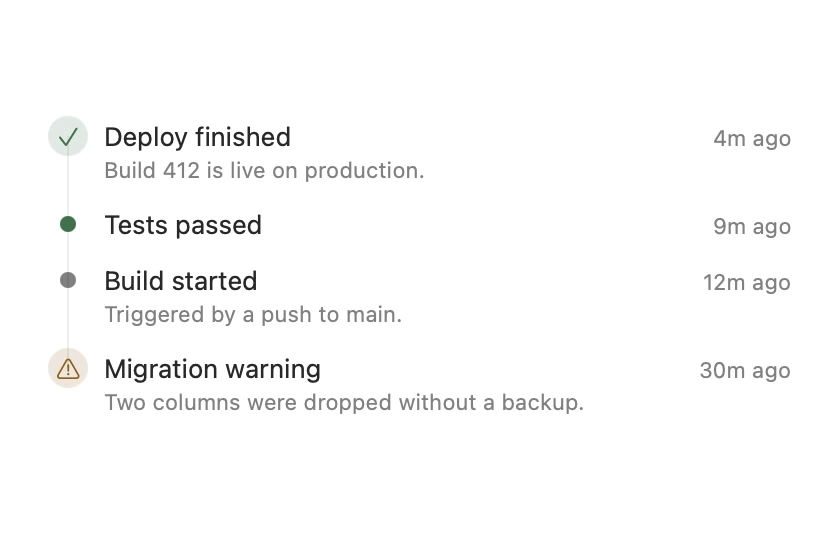 Deploy finished 4m ago
Build 412 is live on production.
Tests passed 9m ago
Build started 12m ago
Triggered by a push to main.
Migration warning 30m ago
Two columns were dropped without a backup.